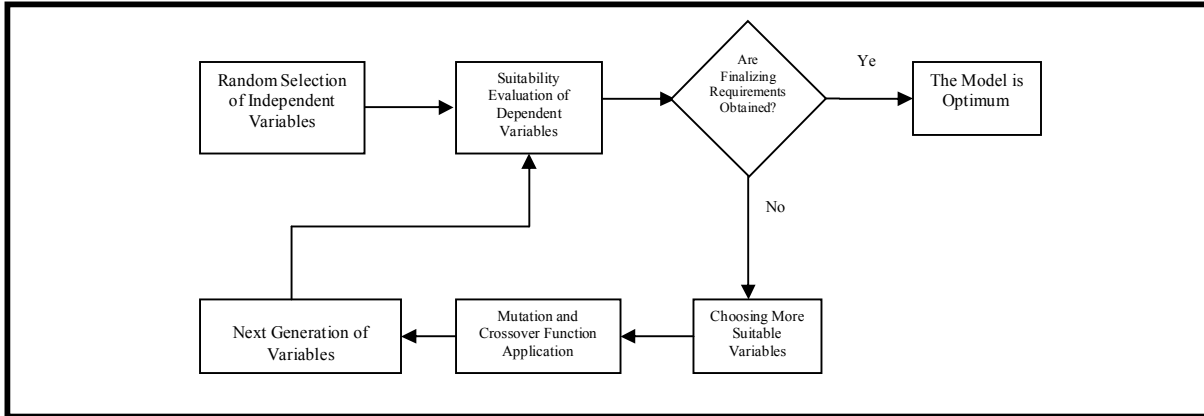 Random Selection
of Independent
Variables
Suitability
Evaluation of
Dependent
Variables
Are
Finalizing
Requirements
Obtained?
Ye
The Model is
Optimum
No
Next Generation of
Variables
Mutation and
Crossover Function
Application
Choosing More
Suitable
Variables